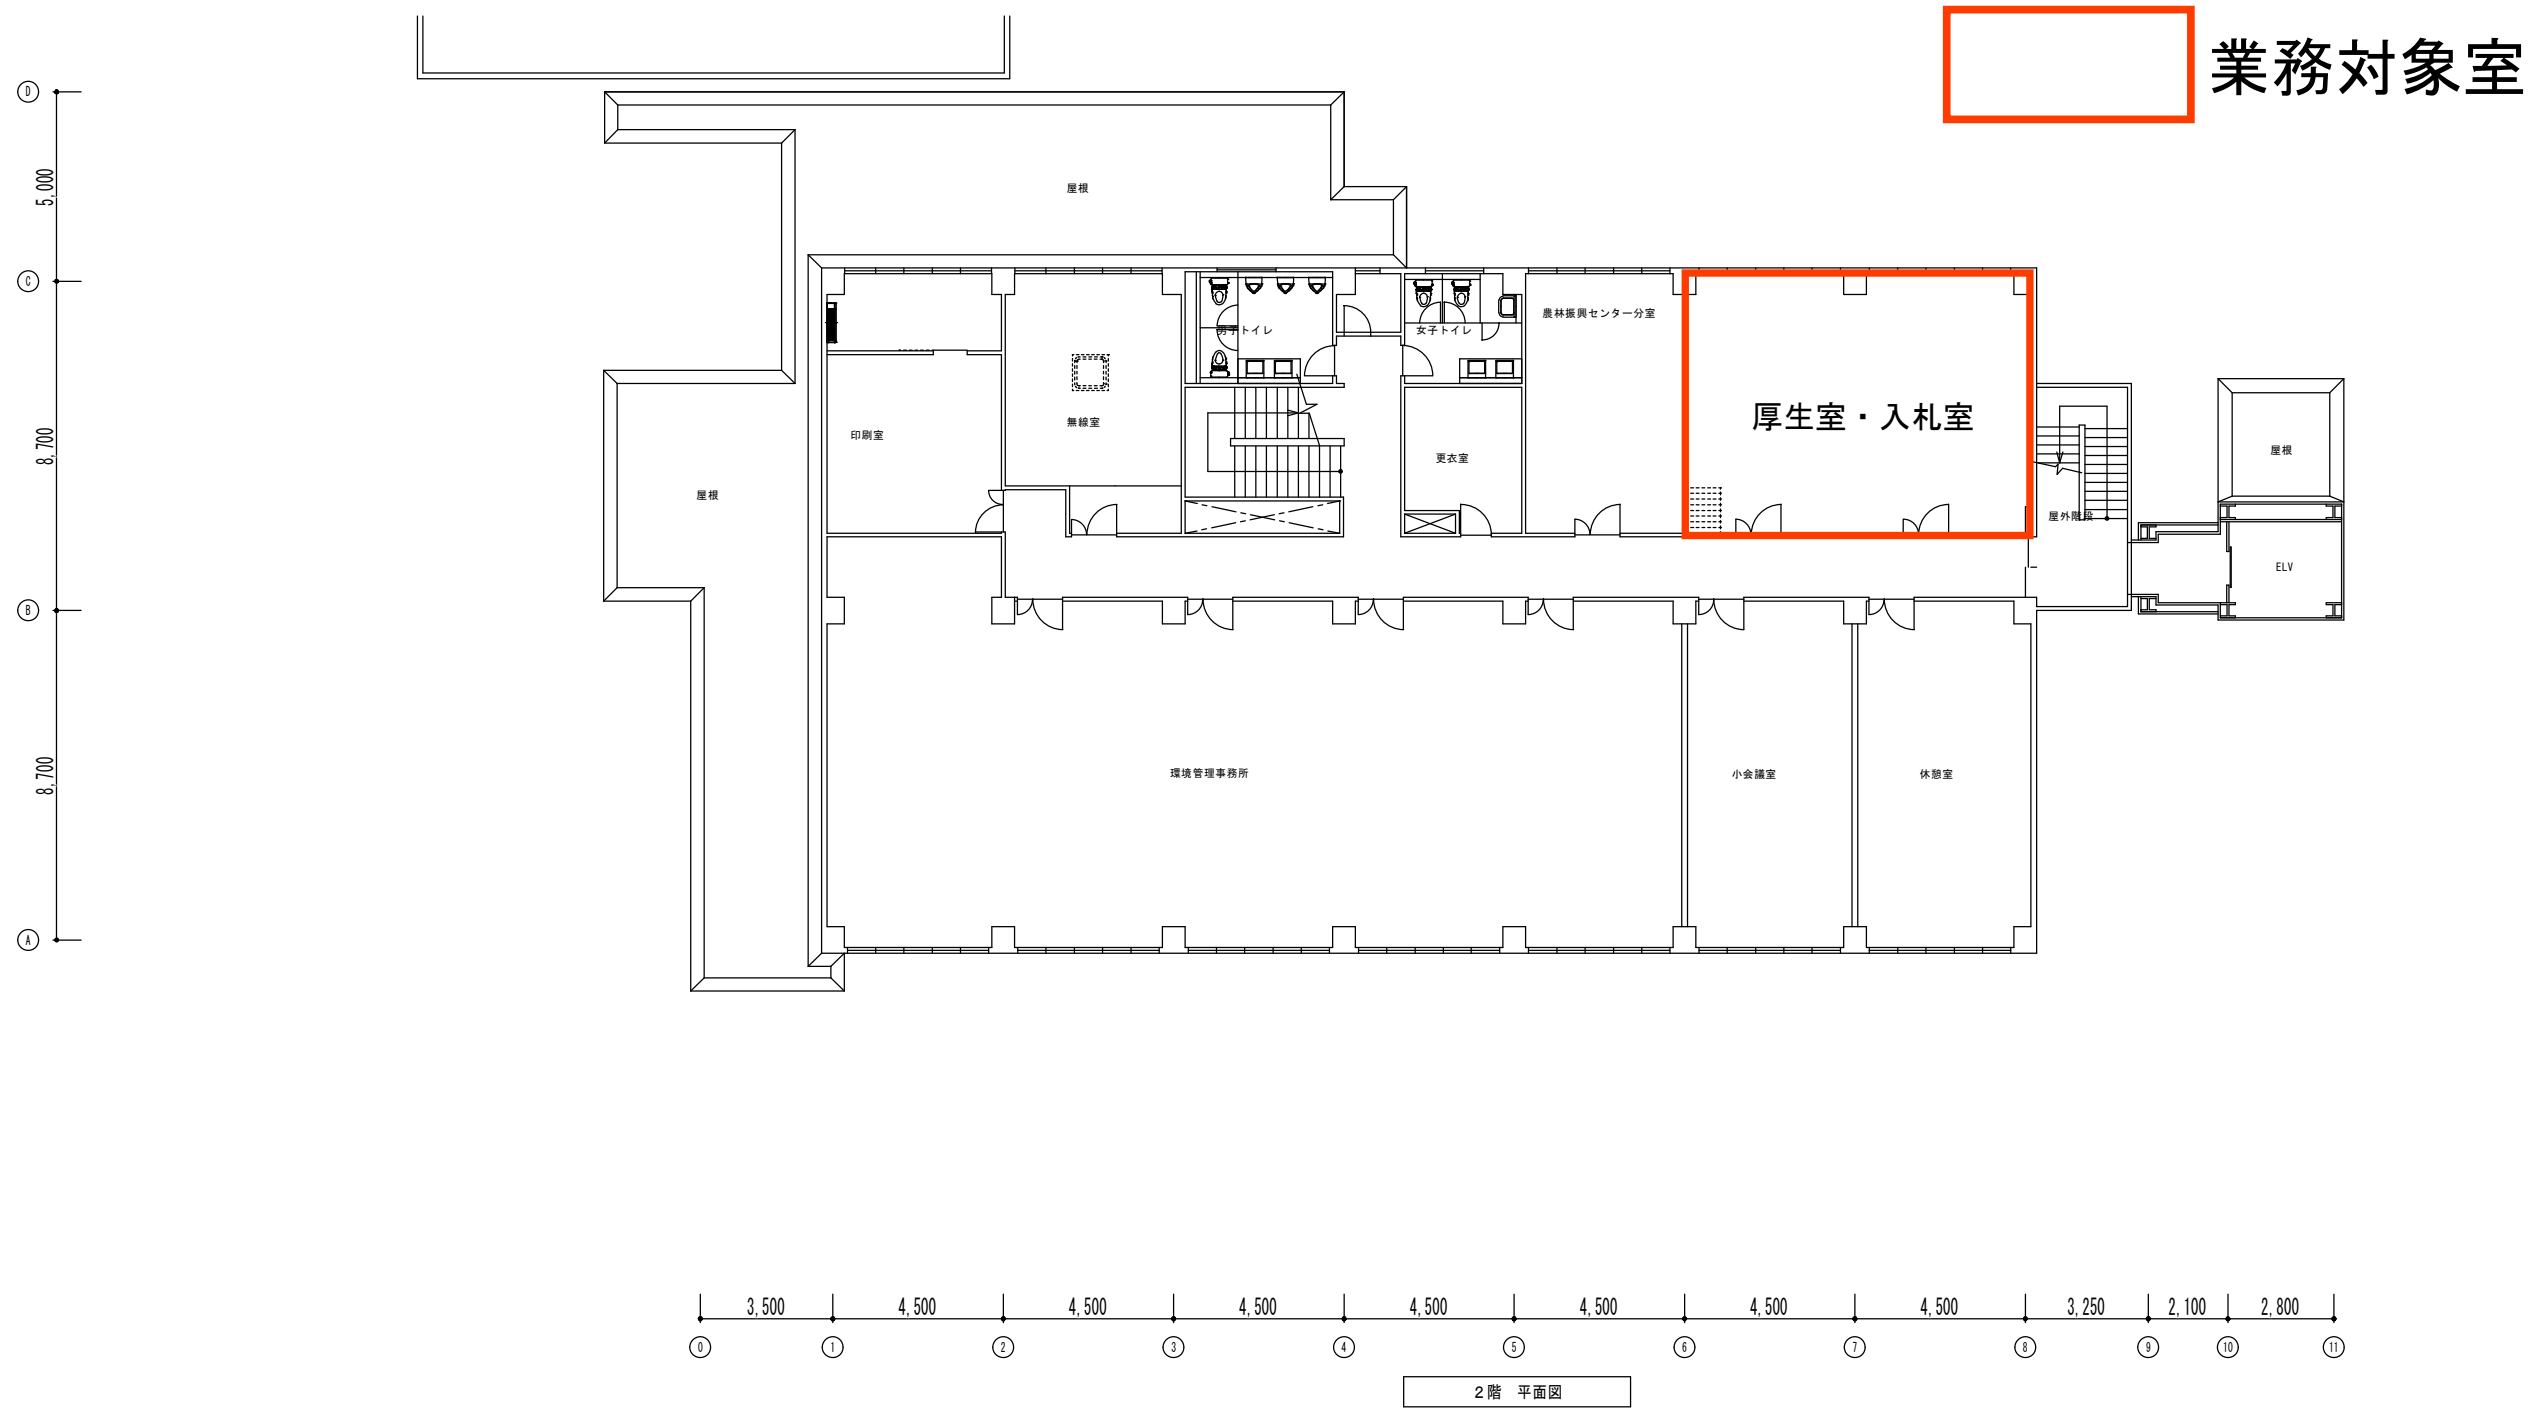 業務対象室
D
5,000
屋根
C
農林振興センター分室
男子トイレ
女子トイレ
厚生室・入札室
無線室
印刷室
8,700
更衣室
屋根
屋根
屋外階段
ELV
B
環境管理事務所
小会議室
休憩室
8,700
A
3,500
4,500
4,500
4,500
4,500
4,500
4,500
4,500
3,250
2,100
2,800
0
1
2
3
4
5
6
7
8
9
10
11
2階 平面図